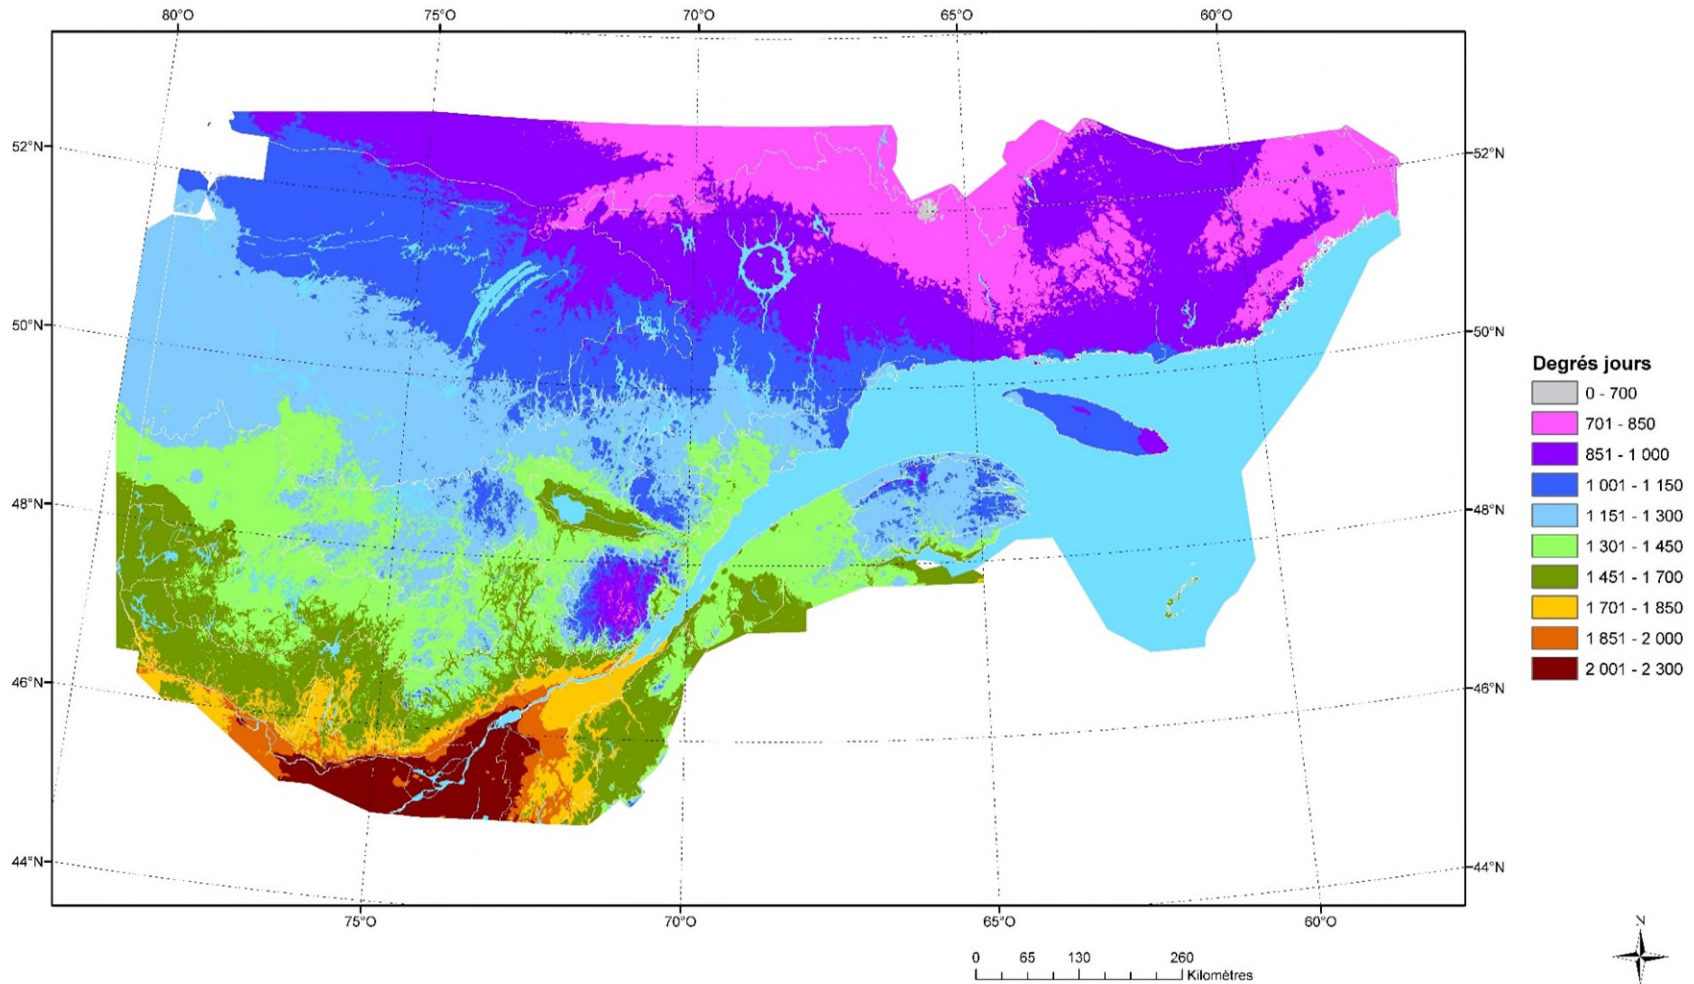 80°O 75°O 70°O 65°O 60°O
52°N 52°N
50°N 50°N
48°N 48°N
46°N 46°N
44°N 44°N
75°O 70°O 65°O 60°O
Degrés jours
0 - 700
701 - 850
851 - 1 000
1 001 - 1 150
1 151 - 1 300
1 301 - 1 450
1 451 - 1 700
1 701 - 1 850
1 851 - 2 000
2 001 - 2 300
0 65 130 260
Kilomètres
N